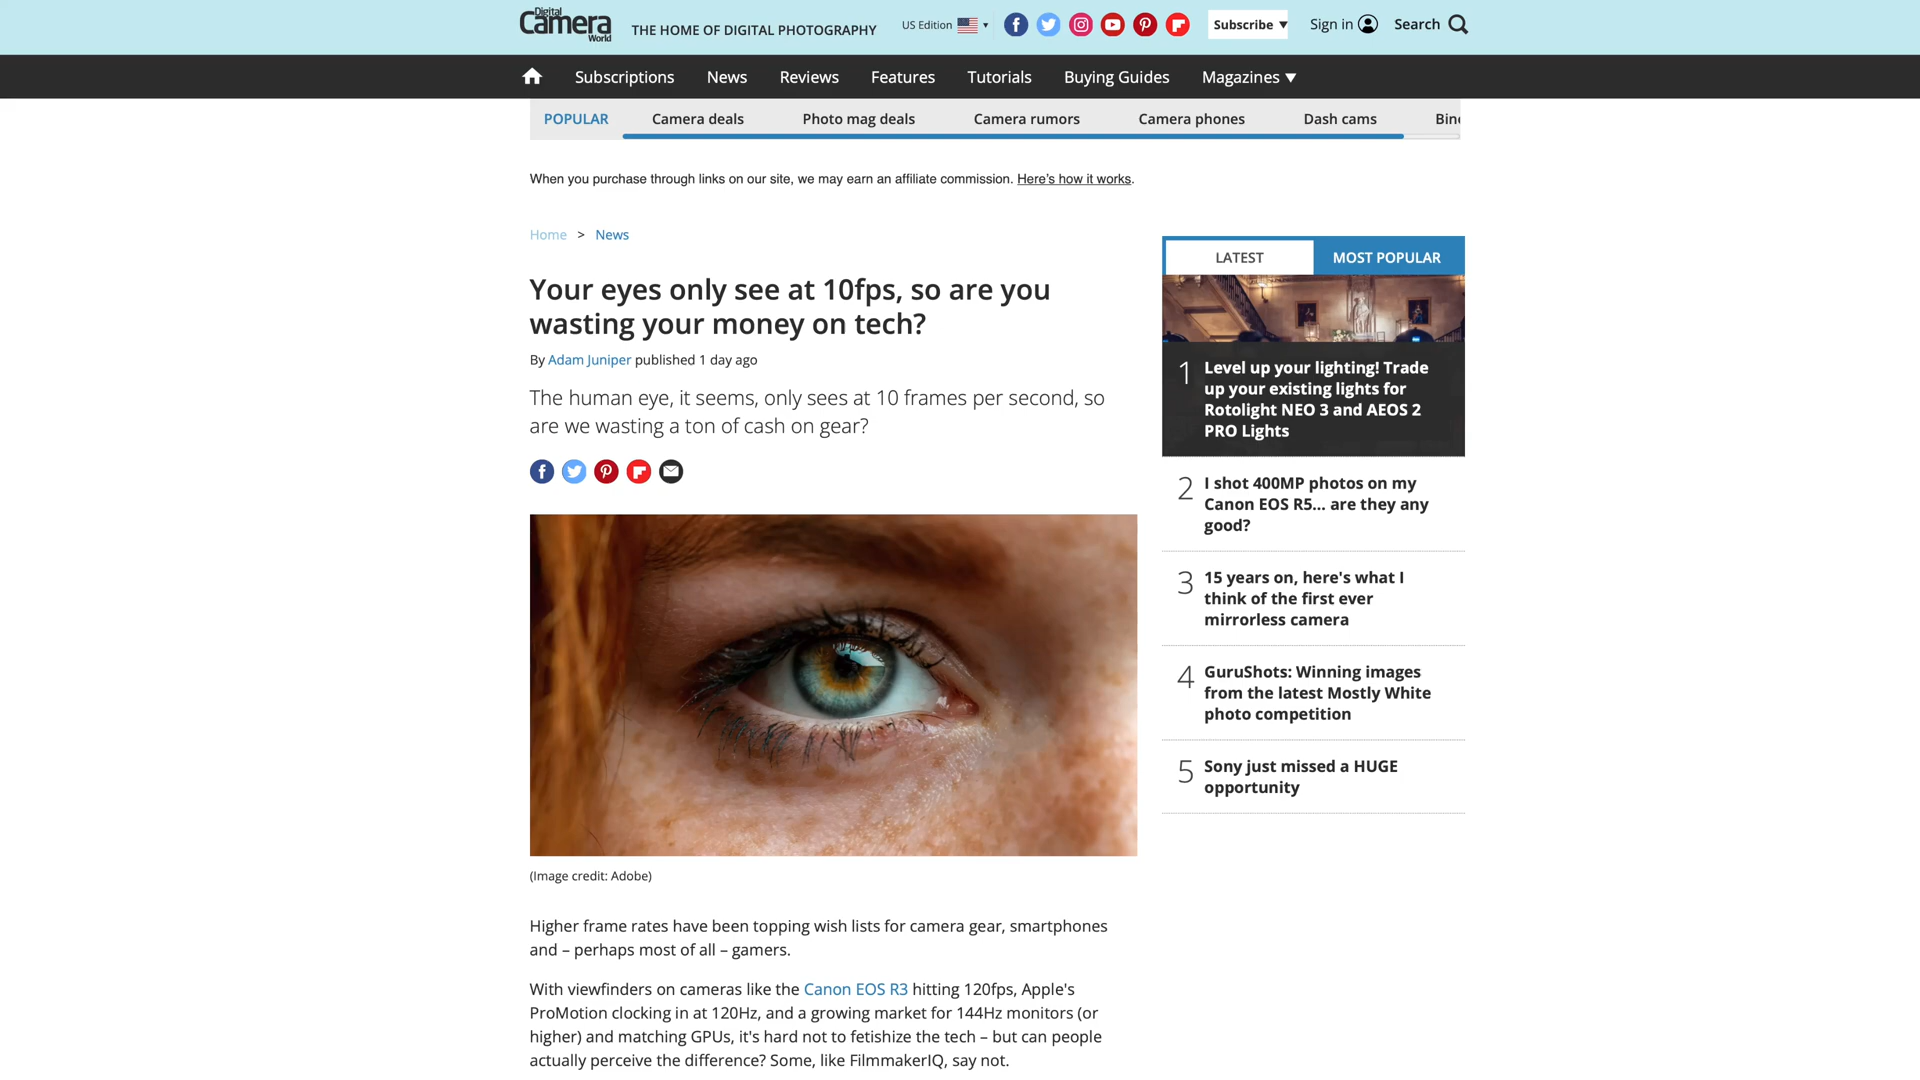 Digital
Camera
World
THE HOME OF DIGITAL PHOTOGRAPHY
US Edition
Subscribe ▼
Sign in
Search
Subscriptions
News
Reviews
Features
Tutorials
Buying Guides
Magazines ▼
POPULAR
Camera deals
Photo mag deals
Camera rumors
Camera phones
Dash cams
When you purchase through links on our site, we may earn an affiliate commission. Here’s how it works.
Home > News
Your eyes only see at 10fps, so are you
wasting your money on tech?
By Adam Juniper published 1 day ago
The human eye, it seems, only sees at 10 frames per second, so
are we wasting a ton of cash on gear?
(Image credit: Adobe)
Higher frame rates have been topping wish lists for camera gear, smartphones
and – perhaps most of all – gamers.
With viewfinders on cameras like the Canon EOS R3 hitting 120fps, Apple's
ProMotion clocking in at 120Hz, and a growing market for 144Hz monitors (or
higher) and matching GPUs, it's hard not to fetishize the tech – but can people
actually perceive the difference? Some, like FilmmakerIQ, say not.
LATEST
MOST POPULAR
1
Level up your lighting! Trade
up your existing lights for
Rotolight NEO 3 and AEOS 2
PRO Lights
2
I shot 400MP photos on my
Canon EOS R5... are they any
good?
3
15 years on, here's what I
think of the first ever
mirrorless camera
4
GuruShots: Winning images
from the latest Mostly White
photo competition
5
Sony just missed a HUGE
opportunity